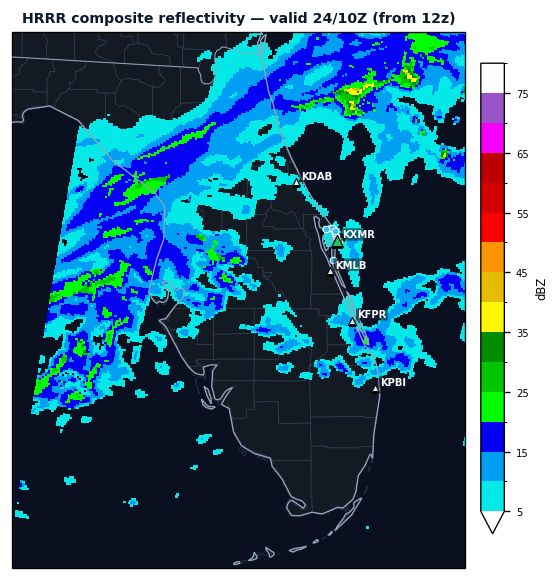 HRRR composite reflectivity — valid 24/10Z (from 12z)
KDAB
KXMR
KMLB
KFPR
KPBI
75
65
55
45
35
25
15
5
dBZ